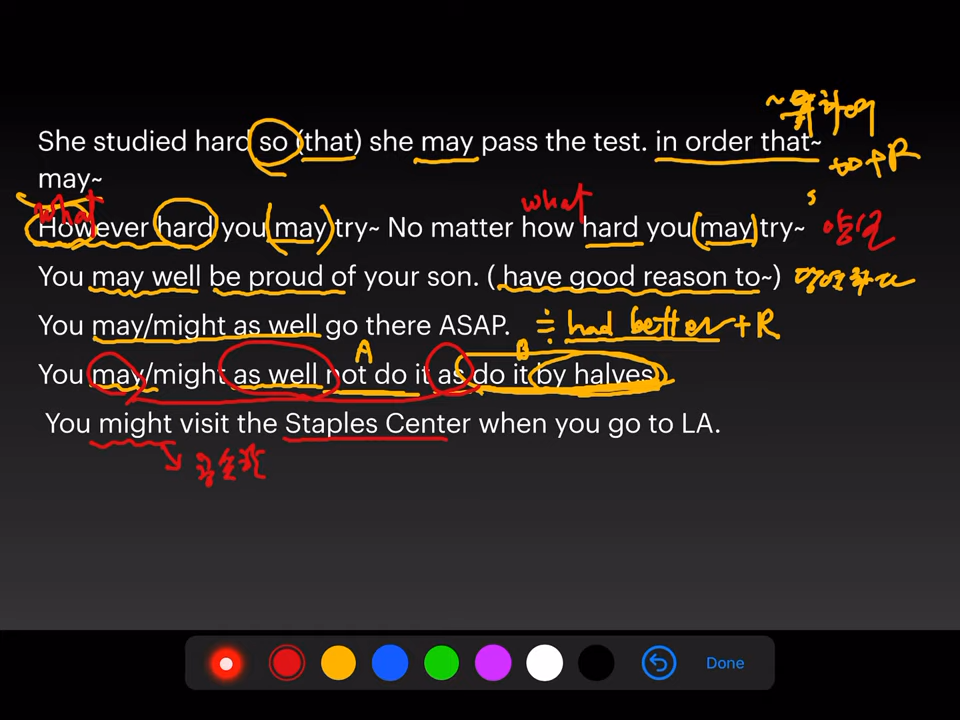 ~위하여
She studied hard so (that) she may pass the test. in order that~
to + R
may~
what what s
However hard you (may) try~ No matter how hard you (may) try~ 양보
You may well be proud of your son. ( have good reason to~) 당연하다
You may/might as well go there ASAP. ≒ had better + R
A B
You may/might as well not do it as do it by halves.
You might visit the Staples Center when you go to LA.
공손한
Done